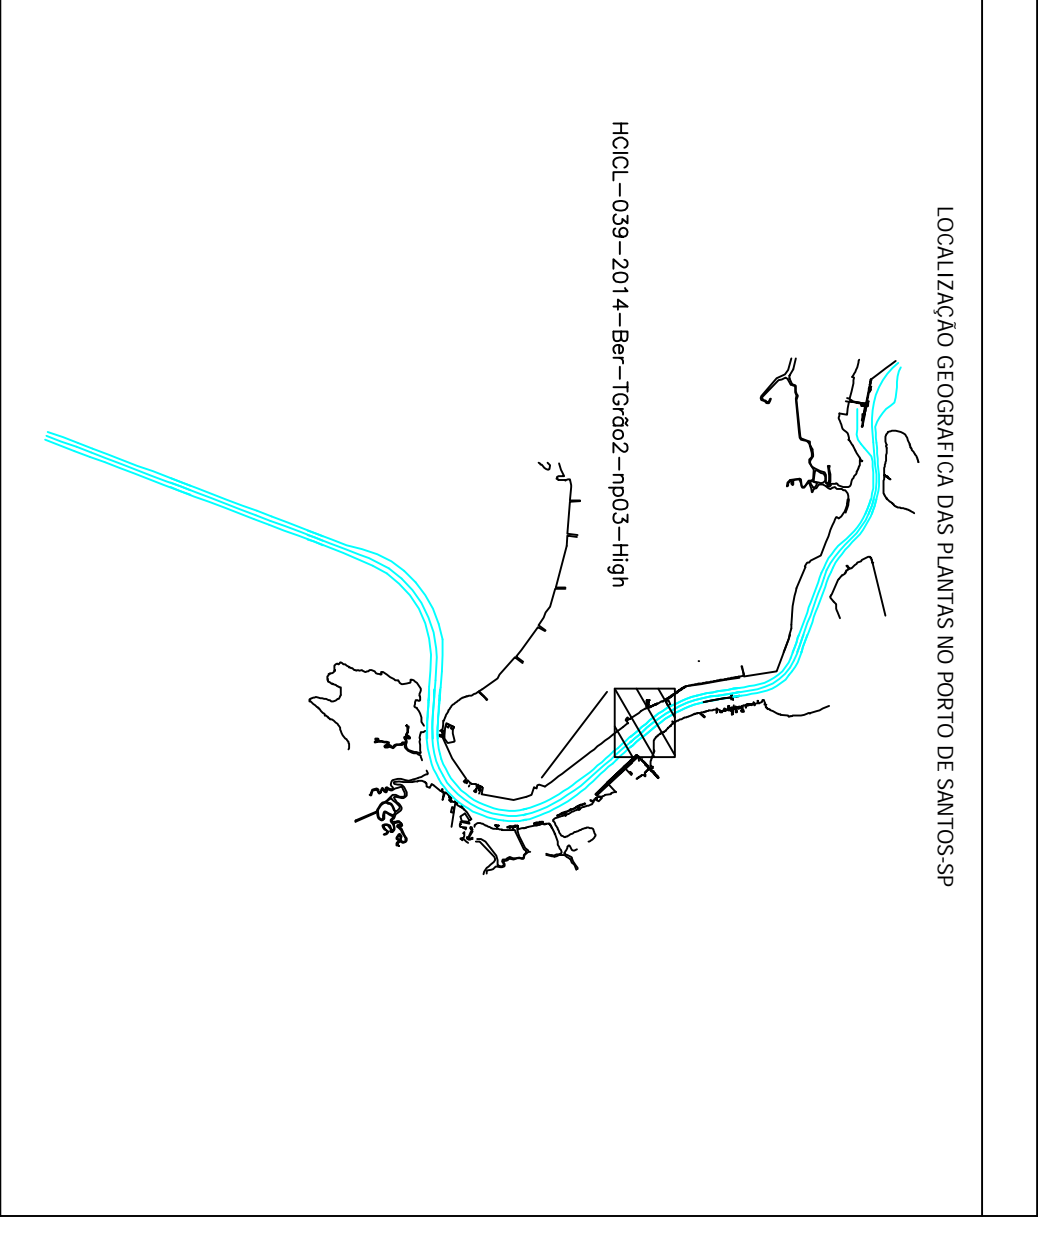 LOCALIZAÇÃO GEOGRAFICA DAS PLANTAS NO PORTO DE SANTOS-SP
HCICL-039-2014-Ber-TGrão2-np03-High